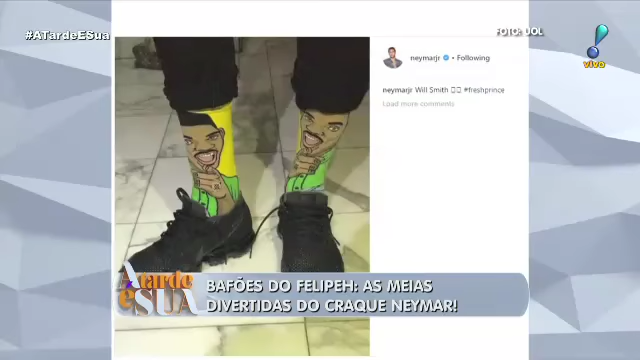 #ATardeESua
FOTO: UOL
viva
neymarjr • Following
neymarjr Will Smith #freshprince
Load more comments
A tarde
é SUA
BAFÕES DO FELIPEH: AS MEIAS
DIVERTIDAS DO CRAQUE NEYMAR!